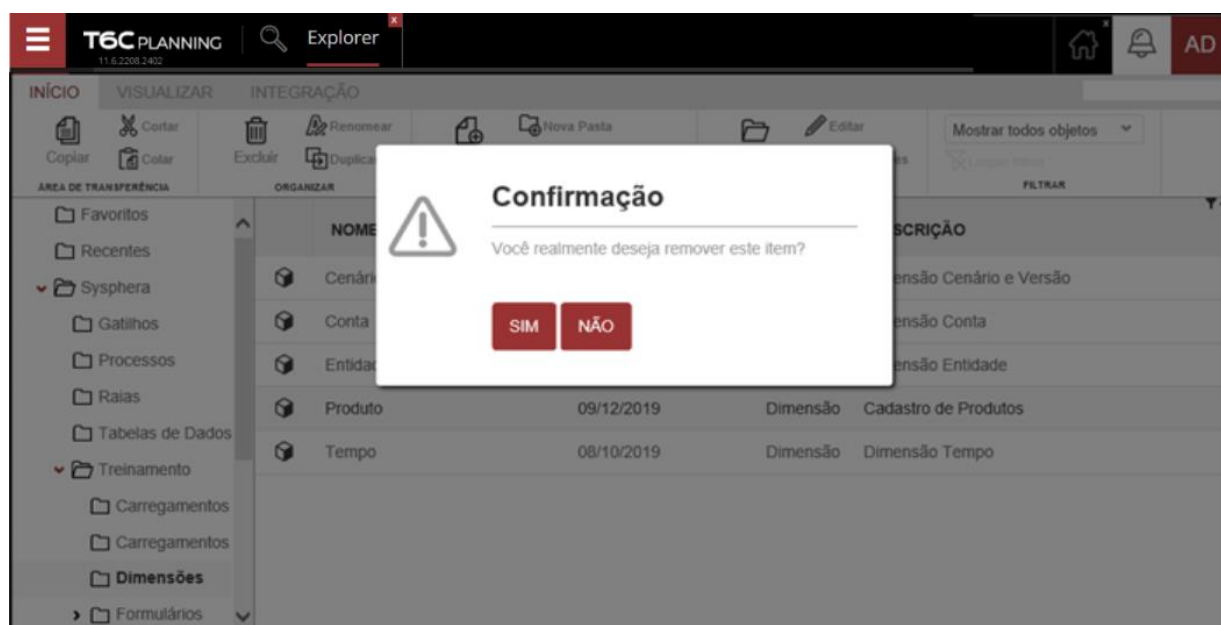 T6C PLANNING
11.6.2208.2402
Explorer
x
x
AD
INÍCIO VISUALIZAR INTEGRAÇÃO
Copiar
Cortar
Colar
ÁREA DE TRANSFERÊNCIA
Excluir
Renomear
Duplica
ORGANIZAR
Nova Pasta
Editar
es
Mostrar todos objetos
Limpar filtros
FILTRAR
Favoritos
Recentes
Sysphera
Gatilhos
Processos
Raias
Tabelas de Dados
Treinamento
Carregamentos
Carregamentos
Dimensões
Formulários
NOME
SCRIÇÃO
Cenári
ensão Cenário e Versão
Conta
ensão Conta
Entidad
ensão Entidade
Produto 09/12/2019 Dimensão Cadastro de Produtos
Tempo 08/10/2019 Dimensão Dimensão Tempo
Confirmação
Você realmente deseja remover este item?
SIM NÃO